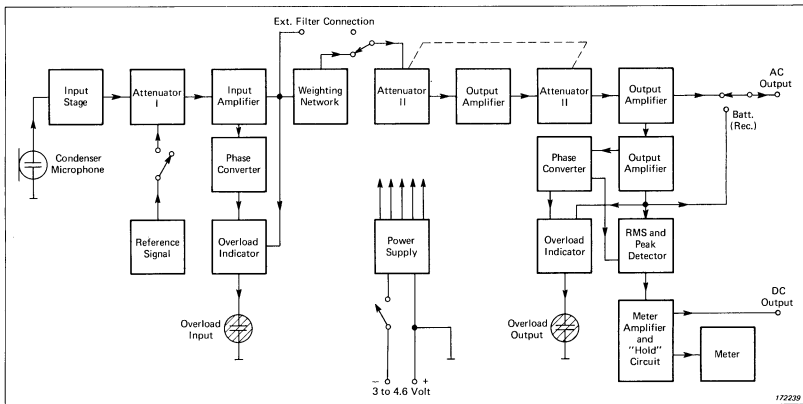 Ext. Filter Connection
Input
Stage
Attenuator
I
Input
Amplifier
Weighting
Network
Attenuator
II
Output
Amplifier
Attenuator
II
Output
Amplifier
AC
Output
Batt.
(Rec.)
Condenser
Microphone
Phase
Converter
Phase
Converter
Output
Amplifier
Reference
Signal
Overload
Indicator
Power
Supply
Overload
Indicator
RMS and
Peak
Detector
Overload
Input
Overload
Output
Meter
Amplifier
and
"Hold"
Circuit
DC
Output
Meter
− +
3 to 4.6 Volt
172239